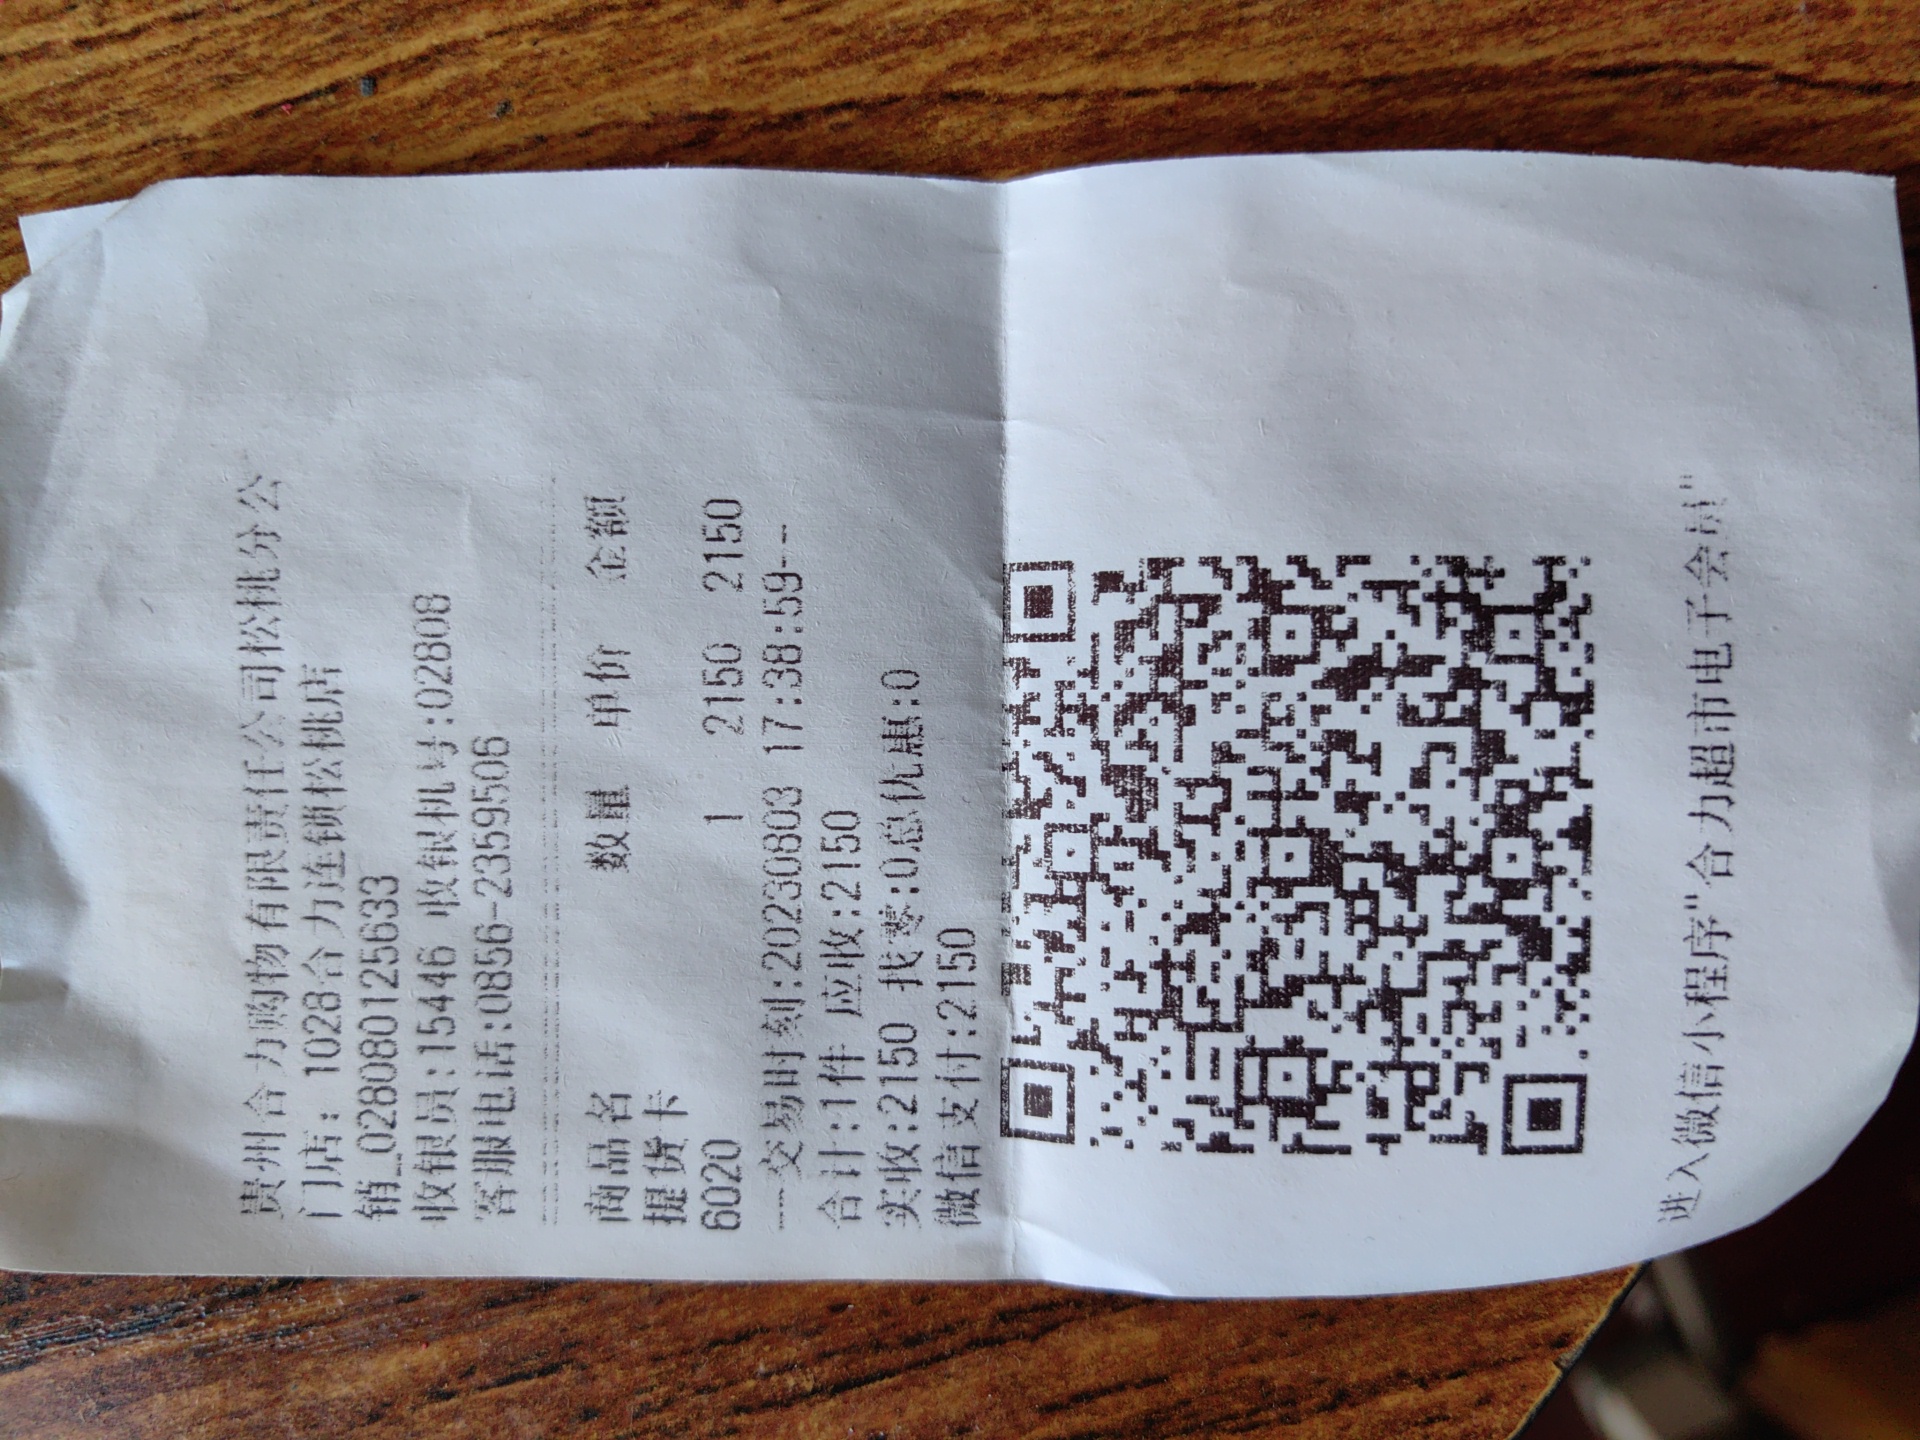 贵州合力购物有限责任公司松桃分公
门店: 1028合力连锁松桃店
销_028080125633
收银员:15446 收银机号:02808
客服电话:0856-2359506
商品名 数量 单价 金额
提货卡
6020 1 2150 2150
--交易时刻:20230803 17:38:59--
合计:1件 应收:2150
实收:2150 找零:0总优惠:0
微信支付:2150
进入微信小程序"合力超市电子会员"